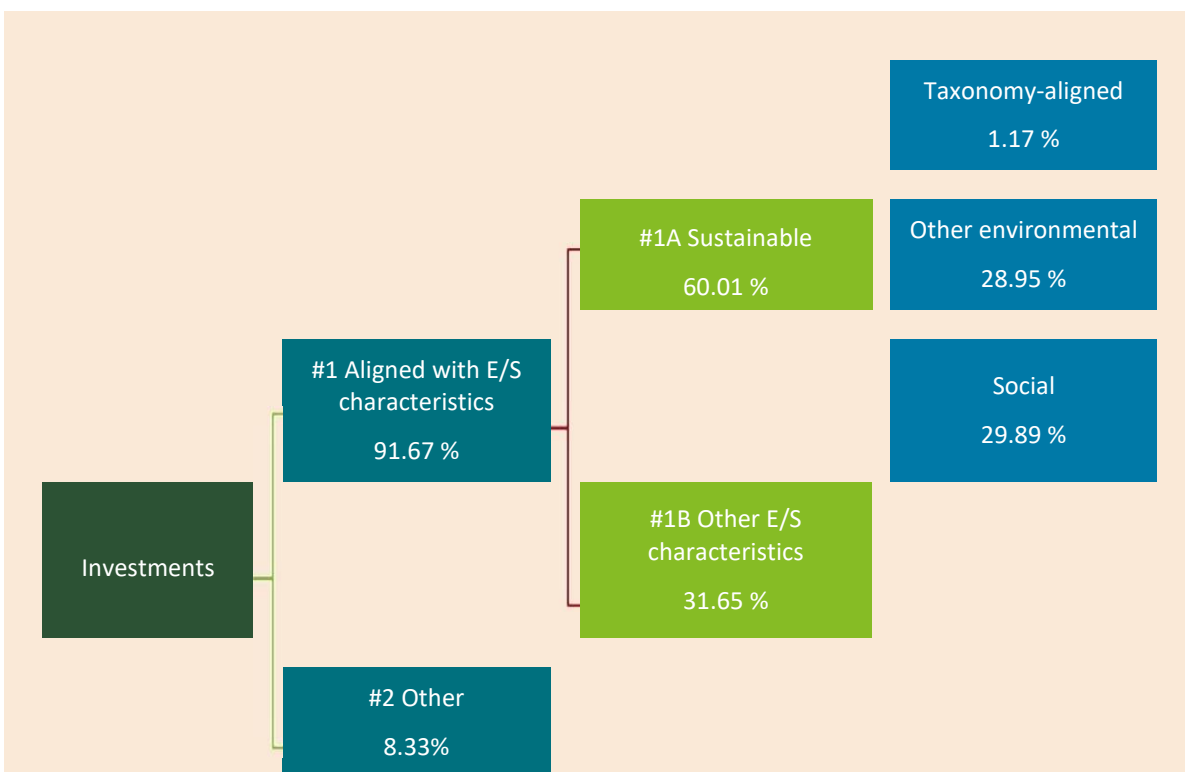 Taxonomy-aligned
1.17 %
#1A Sustainable
60.01 %
Other environmental
28.95 %
#1 Aligned with E/S
characteristics
91.67 %
Social
29.89 %
Investments
#1B Other E/S
characteristics
31.65 %
#2 Other
8.33%